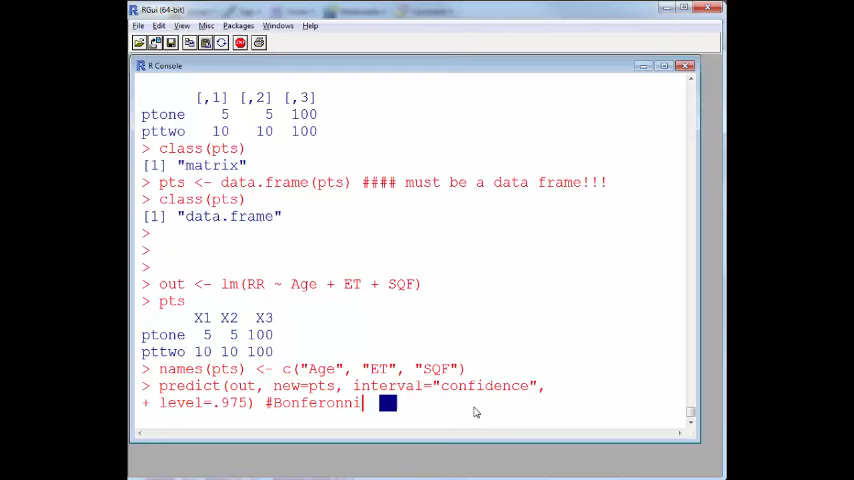 RGui (64-bit)
File Edit View Misc Packages Windows Help
STOP
R Console
[,1] [,2] [,3]
ptone 5 5 100
pttwo 10 10 100
> class(pts)
[1] "matrix"
> pts <- data.frame(pts) #### must be a data frame!!!
> class(pts)
[1] "data.frame"
>
>
>
> out <- lm(RR ~ Age + ET + SQF)
> pts
X1 X2 X3
ptone 5 5 100
pttwo 10 10 100
> names(pts) <- c("Age", "ET", "SQF")
> predict(out, new=pts, interval="confidence",
+ level=.975) #Bonferonni